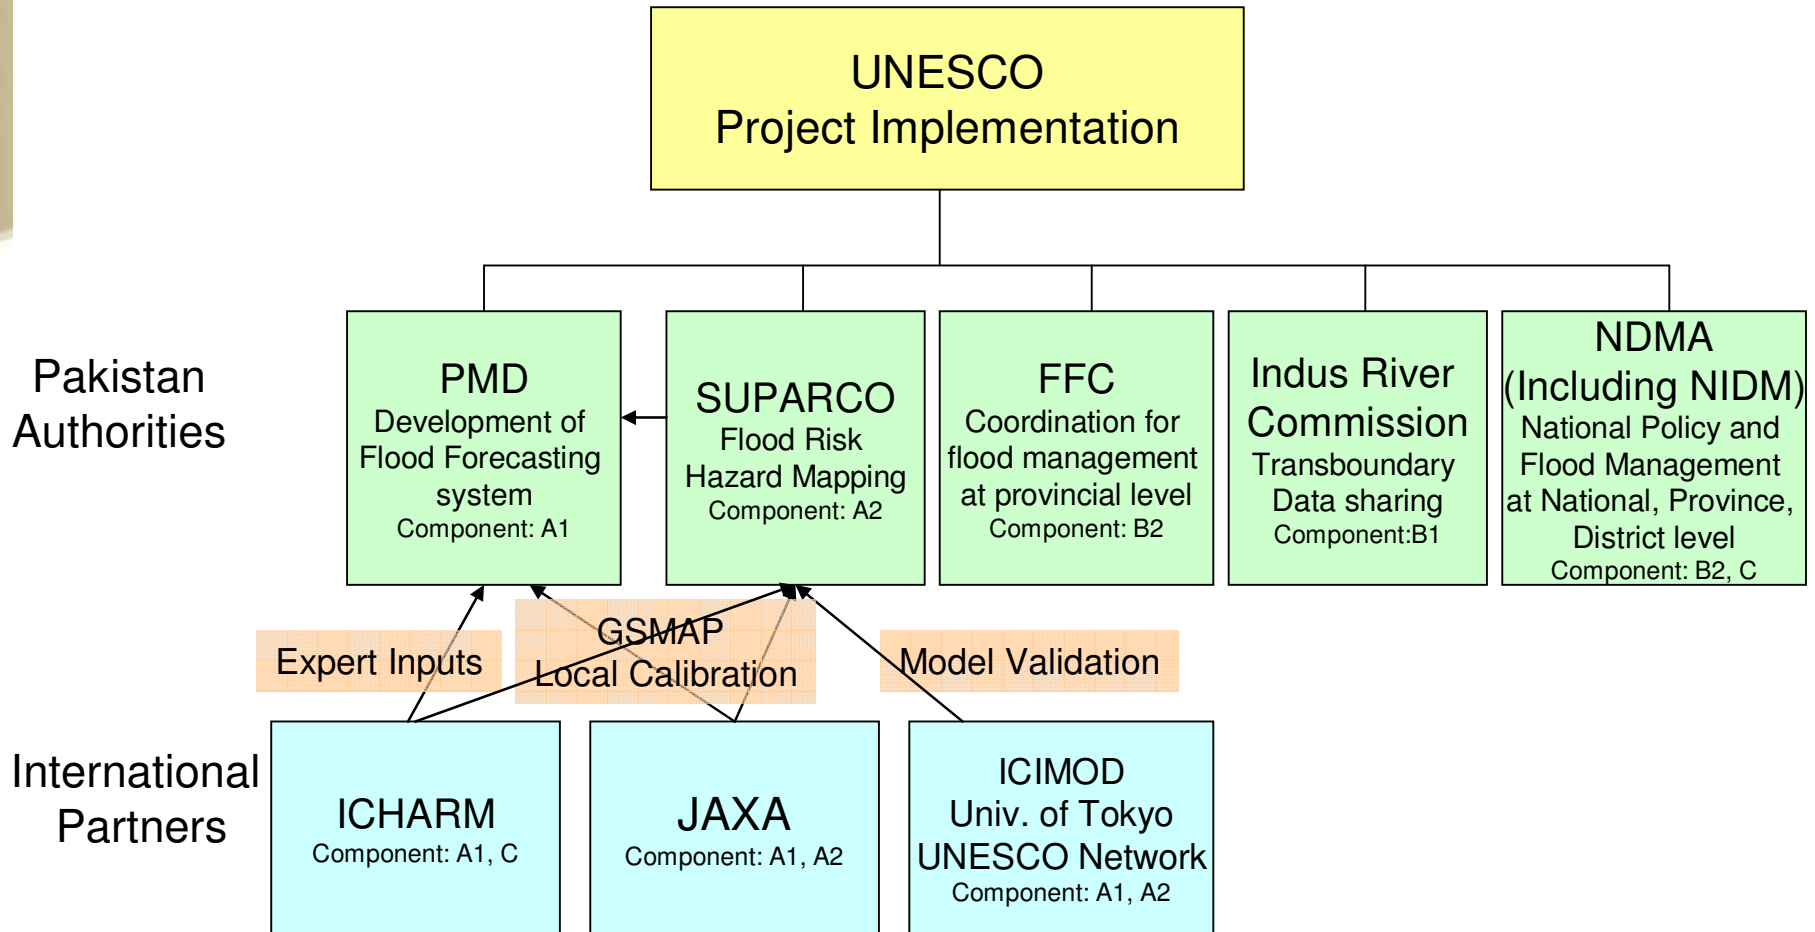 UNESCO
Project Implementation
Pakistan
Authorities
PMD
Development of
Flood Forecasting
system
Component: A1
SUPARCO
Flood Risk
Hazard Mapping
Component: A2
FFC
Coordination for
flood management
at provincial level
Component: B2
Indus River
Commission
Transboundary
Data sharing
Component:B1
NDMA
(Including NIDM)
National Policy and
Flood Management
at National, Province,
District level
Component: B2, C
Expert Inputs
GSMAP
Local Calibration
Model Validation
International
Partners
ICHARM
Component: A1, C
JAXA
Component: A1, A2
ICIMOD
Univ. of Tokyo
UNESCO Network
Component: A1, A2